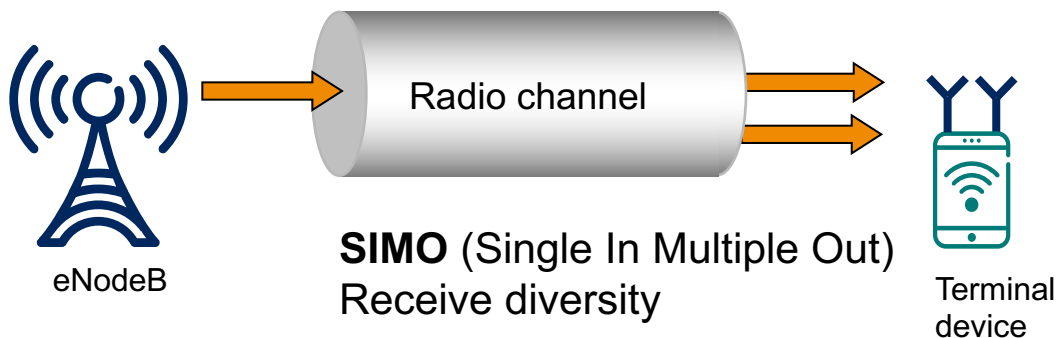 Radio channel
eNodeB
SIMO (Single In Multiple Out)
Receive diversity
Terminal
device